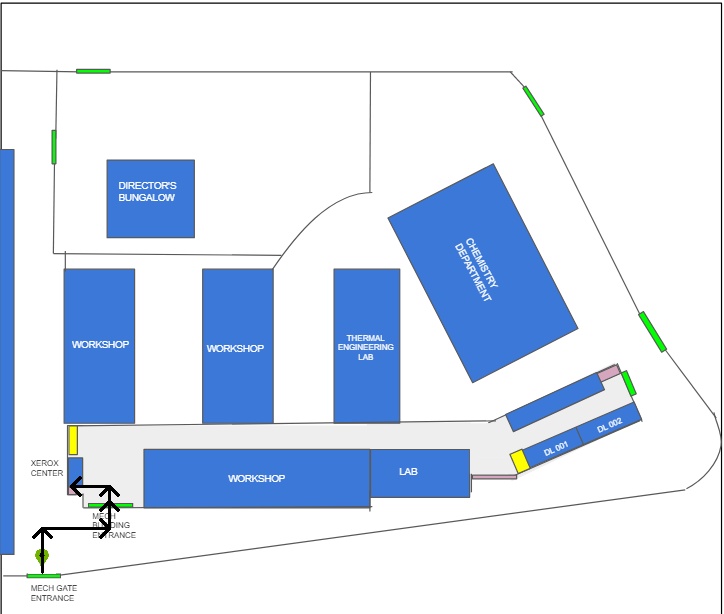 DIRECTOR'S
BUNGALOW
CHEMISTRY
DEPARTMENT
WORKSHOP
WORKSHOP
THERMAL
ENGINEERING
LAB
DL 001
DL 002
XEROX
CENTER
WORKSHOP
LAB
MECH
BUILDING
ENTRANCE
MECH GATE
ENTRANCE